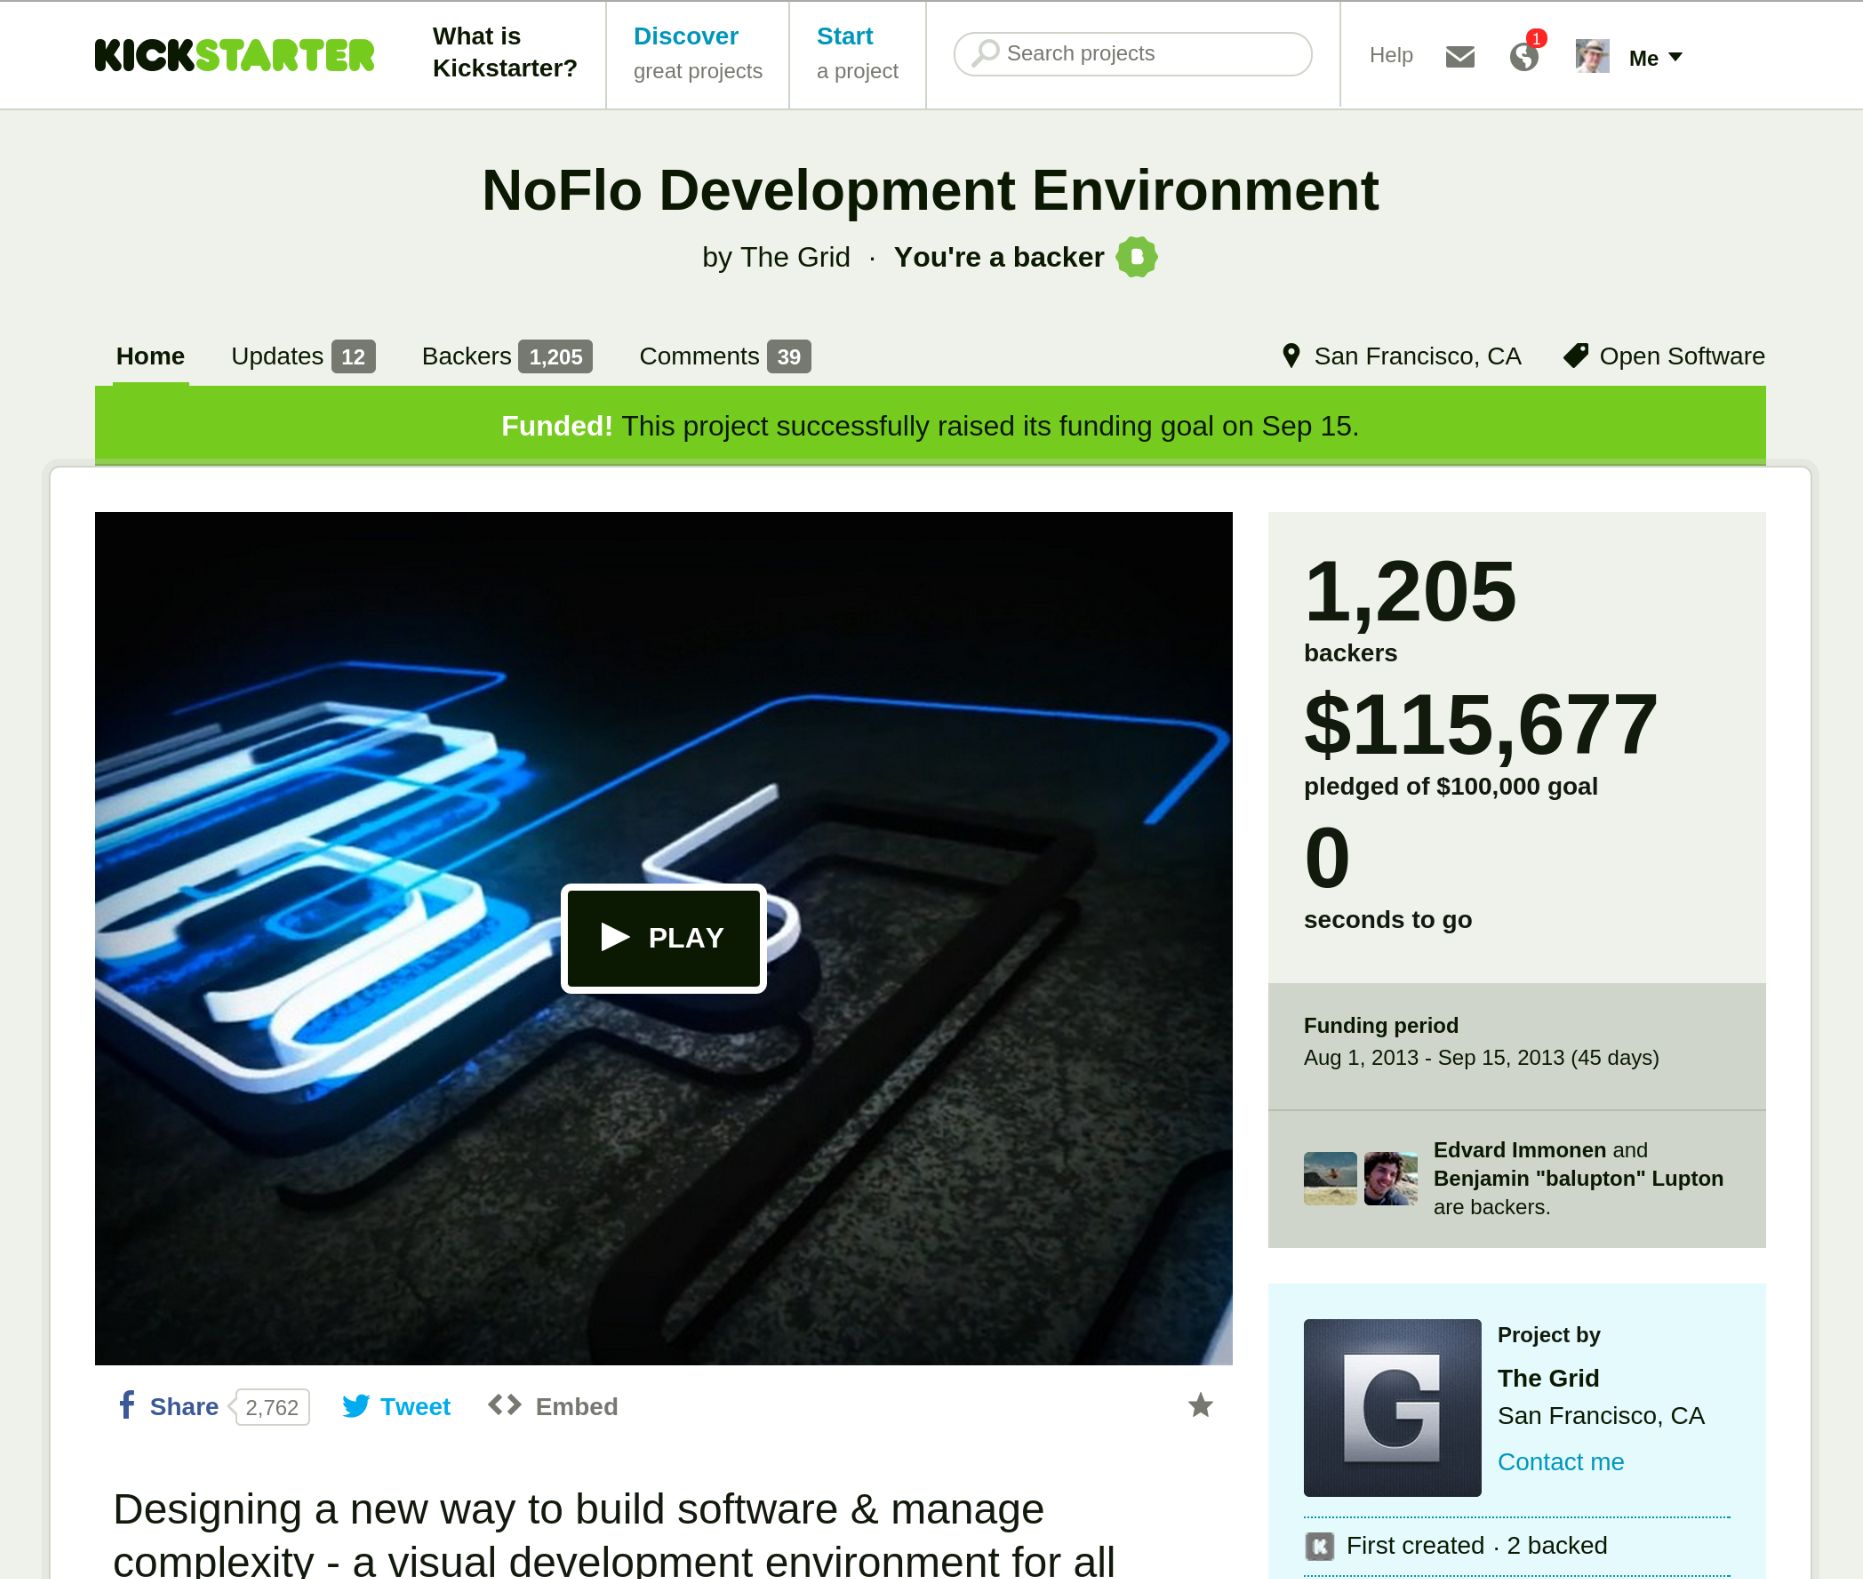 KICKSTARTER
What is
Kickstarter?
Discover
great projects
Start
a project
Search projects
Help
1
Me
NoFlo Development Environment
by The Grid · You're a backer B
Home
Updates 12
Backers 1,205
Comments 39
San Francisco, CA
Open Software
Funded! This project successfully raised its funding goal on Sep 15.
PLAY
1,205
backers
$115,677
pledged of $100,000 goal
0
seconds to go
Funding period
Aug 1, 2013 - Sep 15, 2013 (45 days)
Edvard Immonen and
Benjamin "balupton" Lupton
are backers.
Share 2,762
Tweet
Embed
Designing a new way to build software & manage
complexity - a visual development environment for all
G
Project by
The Grid
San Francisco, CA
Contact me
K First created · 2 backed